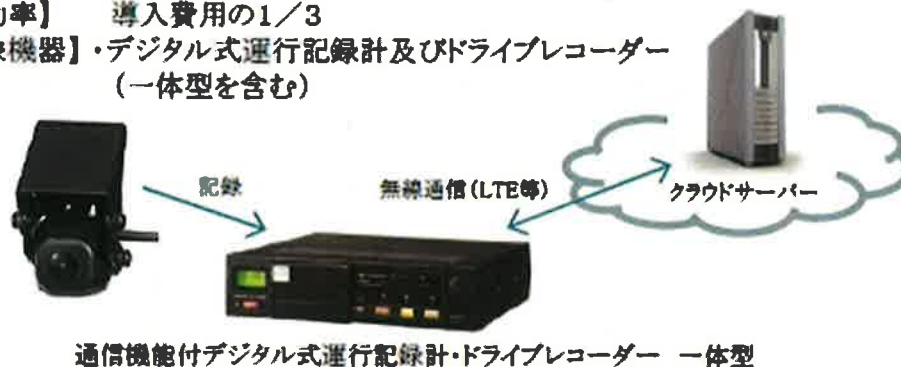 率】 導入費用の1／3
機器】・デジタル式運行記録計及びドライブレコーダー
（一体型を含む）
記録
無線通信（LTE等）
クラウドサーバー
通信機能付デジタル式運行記録計・ドライブレコーダー 一体型